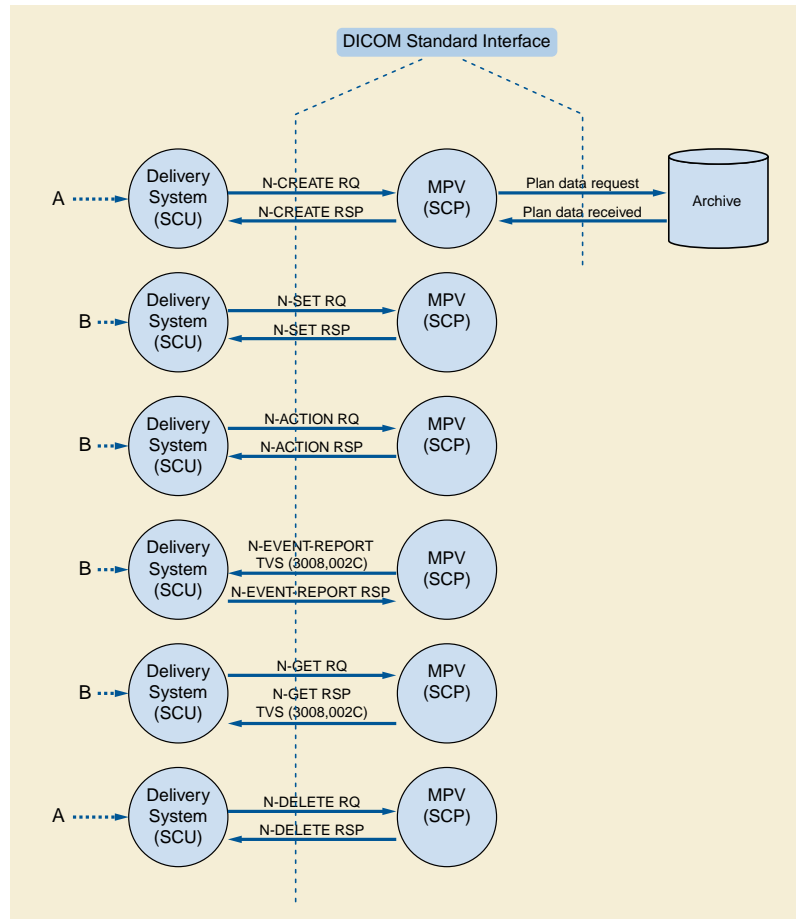 DICOM Standard Interface
A
Delivery
System
(SCU)
N-CREATE RQ
N-CREATE RSP
MPV
(SCP)
Plan data request
Plan data received
Archive
B
Delivery
System
(SCU)
N-SET RQ
N-SET RSP
MPV
(SCP)
B
Delivery
System
(SCU)
N-ACTION RQ
N-ACTION RSP
MPV
(SCP)
B
Delivery
System
(SCU)
N-EVENT-REPORT
TVS (3008,002C)
N-EVENT-REPORT RSP
MPV
(SCP)
B
Delivery
System
(SCU)
N-GET RQ
N-GET RSP
TVS (3008,002C)
MPV
(SCP)
A
Delivery
System
(SCU)
N-DELETE RQ
N-DELETE RSP
MPV
(SCP)